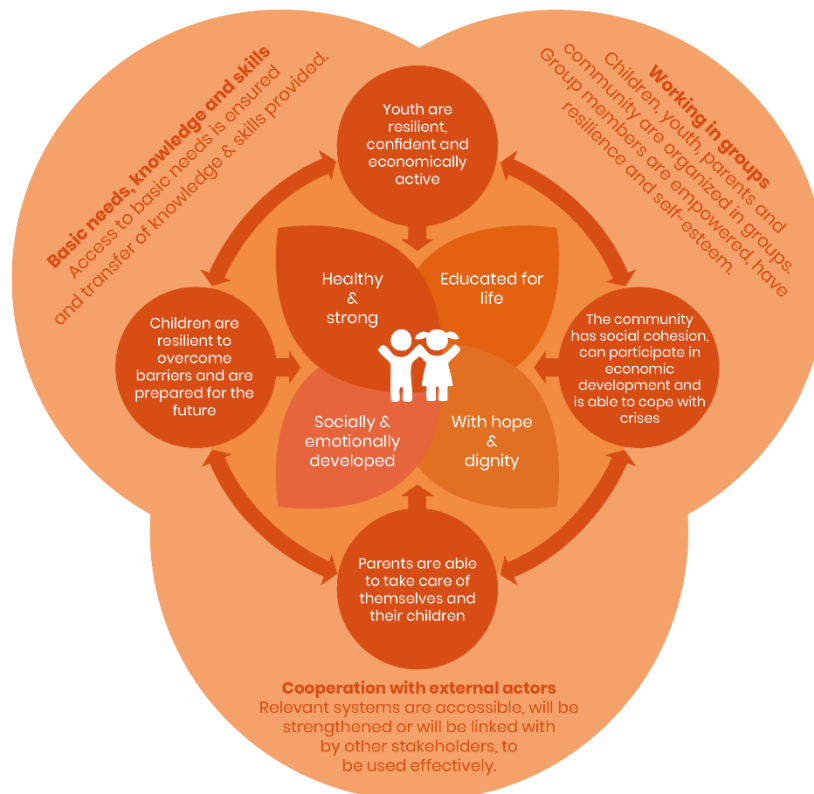 Basic needs, knowledge and skills
Access to basic needs is ensured
and transfer of knowledge & skills provided.
Working in groups
Children, youth, parents and
community are organized in groups.
Group members are empowered, have
resilience and self-esteem.
Youth are
resilient,
confident and
economically
active
Healthy
&
strong
Educated for
life
Children are
resilient to
overcome
barriers and are
prepared for the
future
The community
has social cohesion,
can participate in
economic
development and
is able to cope with
crises
Socially &
emotionally
developed
With hope
&
dignity
Parents are able
to take care of
themselves and
their children
Cooperation with external actors
Relevant systems are accessible, will be
strengthened or will be linked with
by other stakeholders, to
be used effectively.